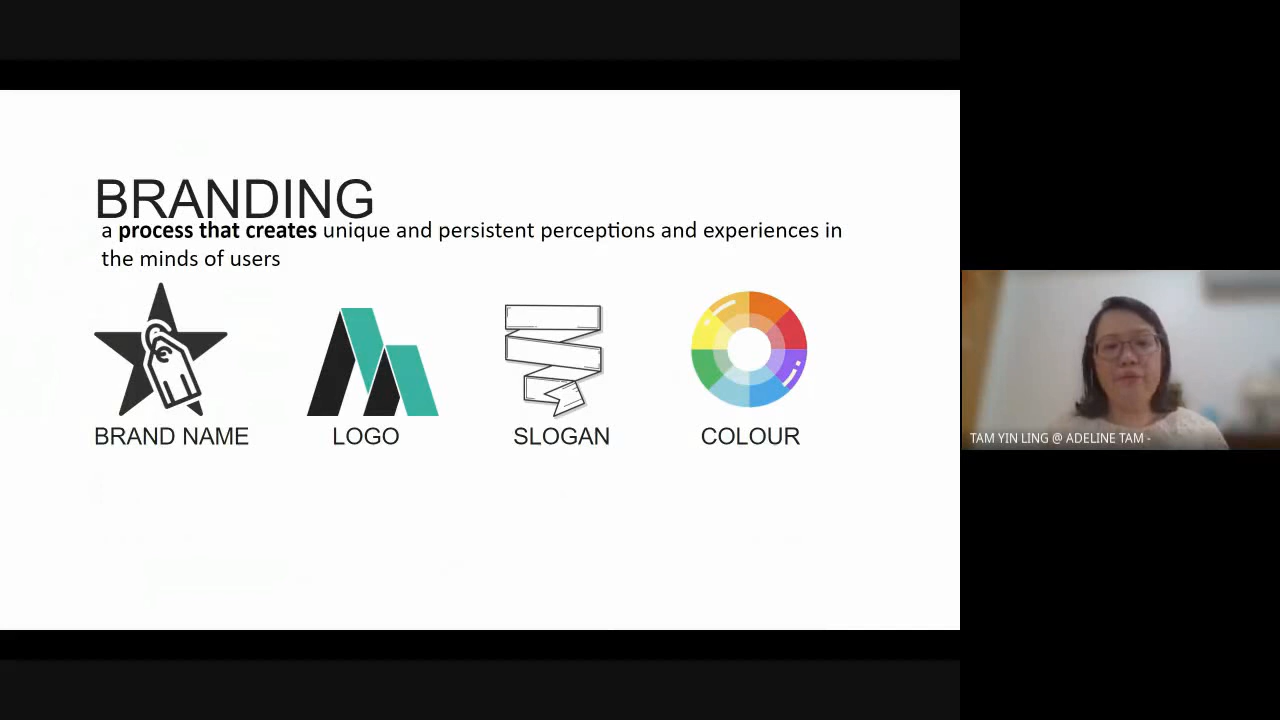 BRANDING
a process that creates unique and persistent perceptions and experiences in
the minds of users
BRAND NAME
LOGO
SLOGAN
COLOUR
TAM YIN LING @ ADELINE TAM -